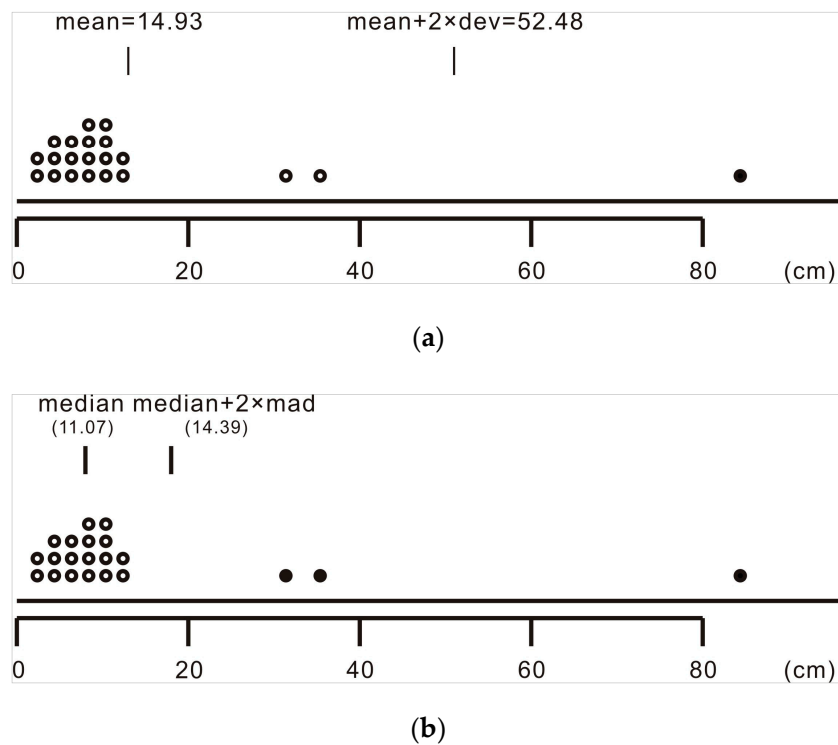 mean=14.93 mean+2×dev=52.48
0 20 40 60 80 (cm)
(a)
median median+2×mad
(11.07) (14.39)
0 20 40 60 80 (cm)
(b)